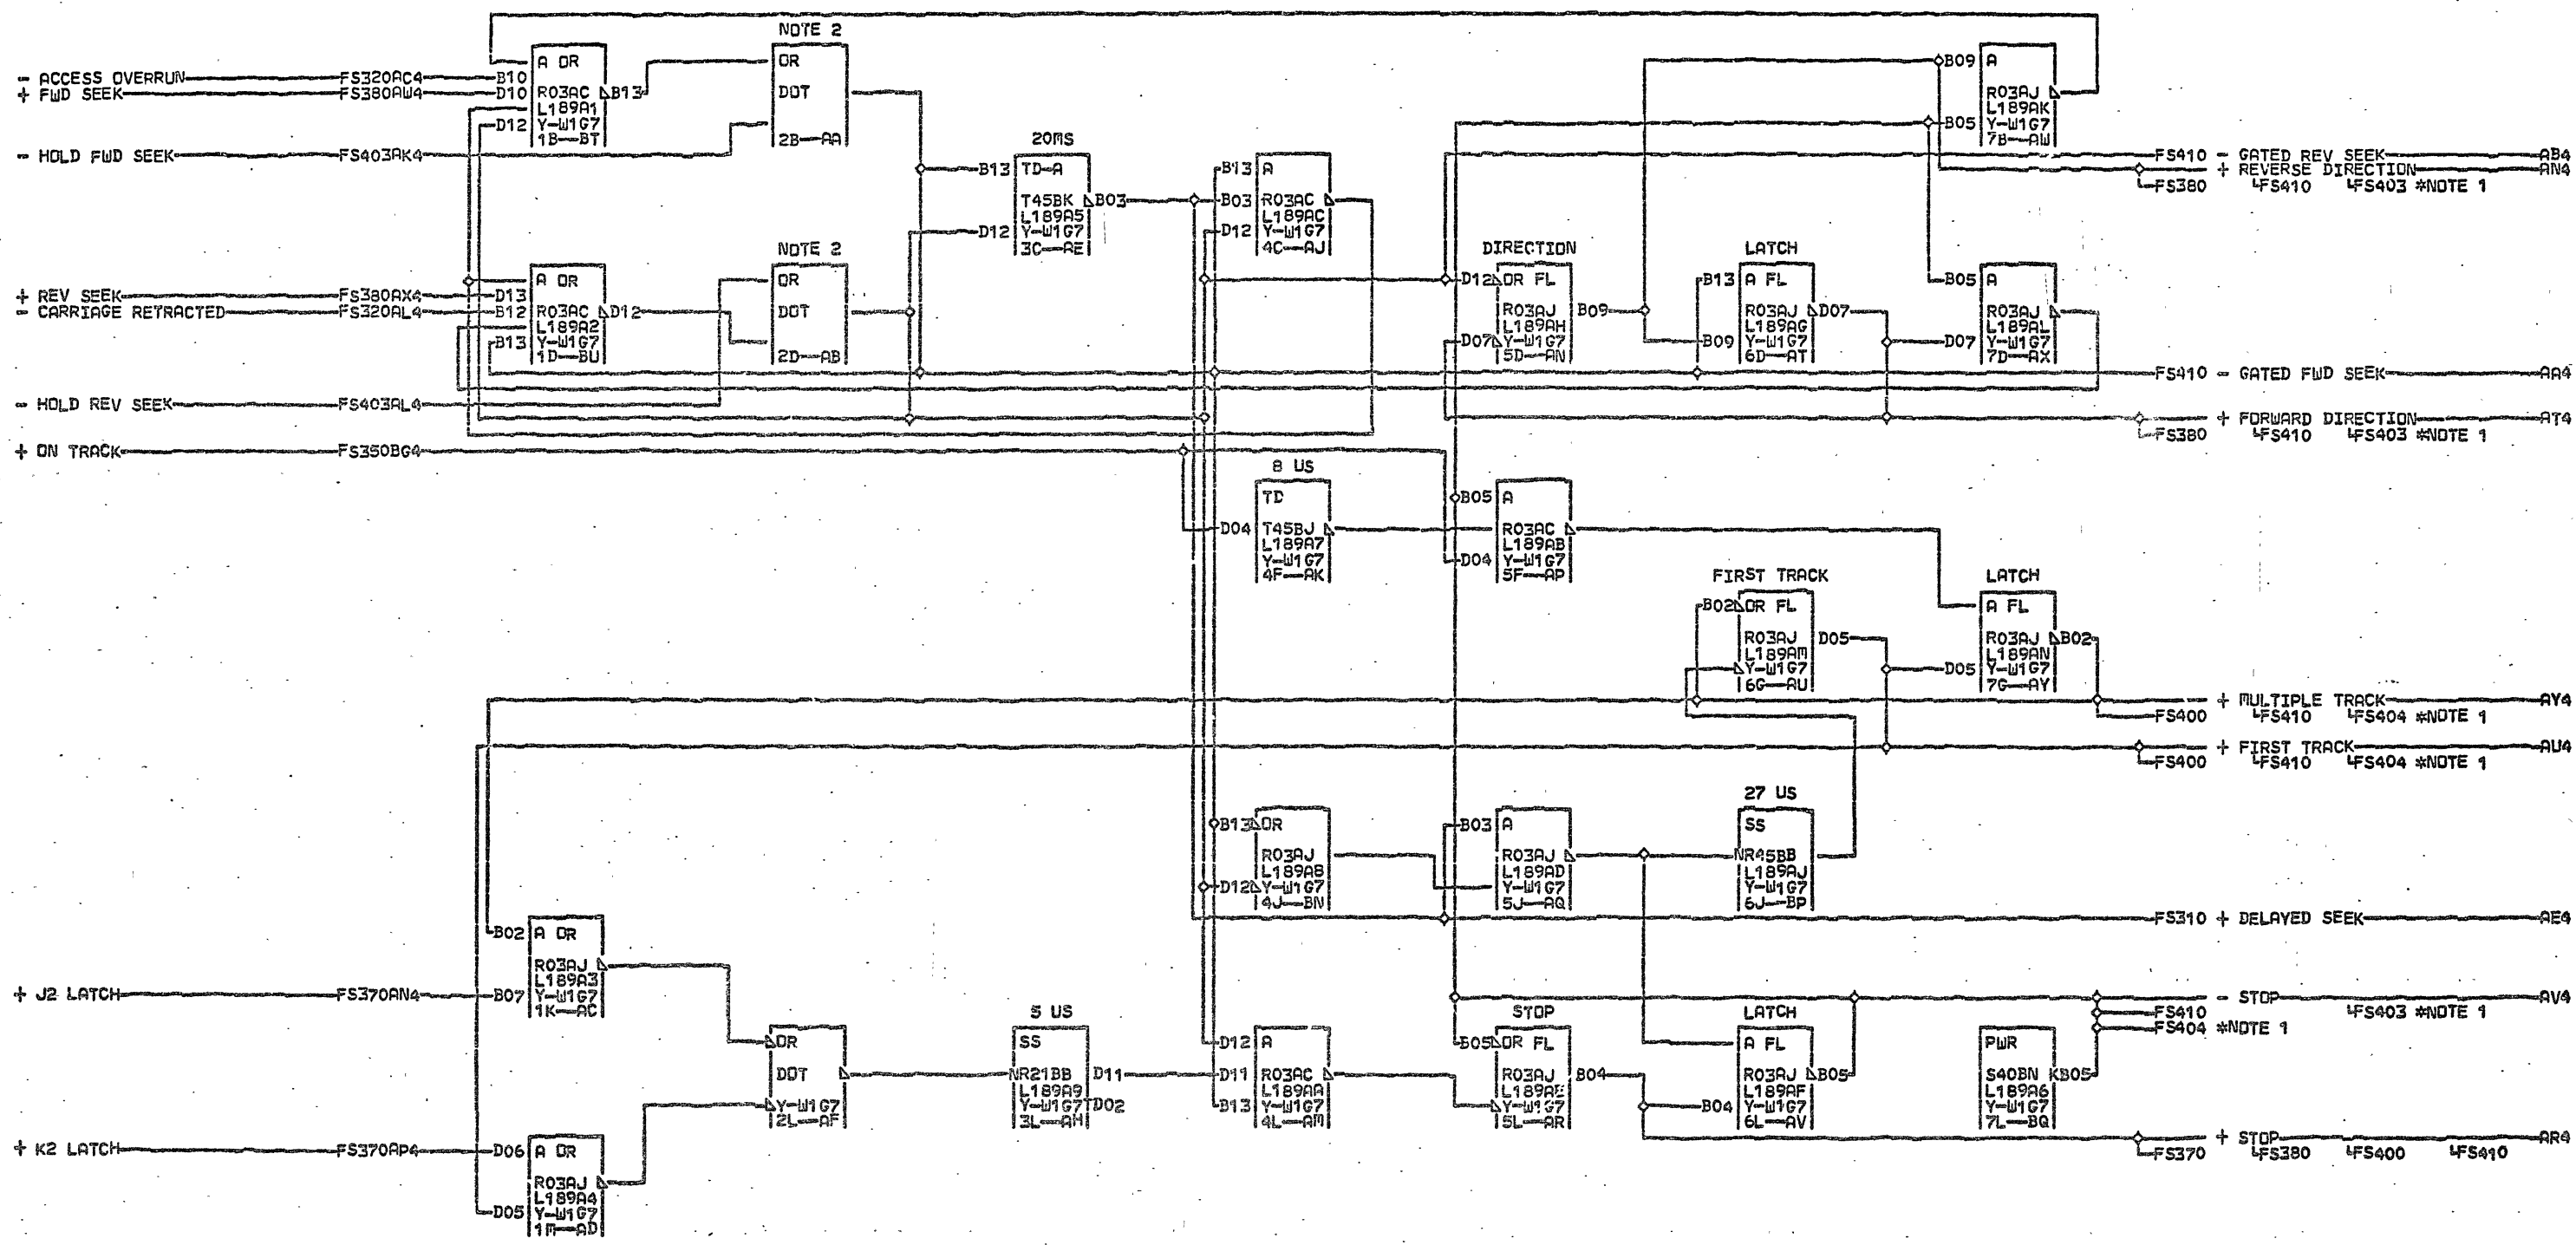 NOTE 2
- ACCESS OVERRUN FS320AC4 B10
+ FWD SEEK FS380AW4 D10
D12
A OR
R03AC B13
L189A1
Y-W1G7
1B-BT
OR
DOT
2B-AA
- HOLD FWD SEEK FS403AK4
20MS
B13 TD-A
T45BK B03
L189A5
D12 Y-W1G7
3C-AE
B13 A
B03 R03AC
L189AC
D12 Y-W1G7
4C-AJ
B09 A
R03AJ
L189AK
B05 Y-W1G7
7B-AW
FS410 - GATED REV SEEK AB4
+ REVERSE DIRECTION AN4
FS380 FS410 FS403 *NOTE 1
NOTE 2
+ REV SEEK FS380AX4 D13
- CARRIAGE RETRACTED FS320AL4 B12
B13
A OR
R03AC D12
L189A2
Y-W1G7
1D-BU
OR
DOT
2D-AB
- HOLD REV SEEK FS403AL4
DIRECTION
D12 OR FL
R03AJ B09
L189AH
D07 Y-W1G7
5D-AN
LATCH
B13 A FL
R03AJ D07
L189AG
B09 Y-W1G7
6D-AT
B05 A
R03AJ
L189AL
D07 Y-W1G7
7D-AX
FS410 - GATED FWD SEEK AA4
+ FORWARD DIRECTION AT4
FS380 FS410 FS403 *NOTE 1
+ ON TRACK FS350BG4
8 US
TD
D04 T45BJ
L189A7
Y-W1G7
4F-AK
B05 A
R03AC
L189AB
D04 Y-W1G7
5F-AP
FIRST TRACK
B02 OR FL
R03AJ D05
L189AM
Y-W1G7
6G-AU
LATCH
A FL
R03AJ B02
L189AN
D05 Y-W1G7
7G-AY
+ MULTIPLE TRACK AY4
FS400 FS410 FS404 *NOTE 1
+ FIRST TRACK AU4
FS400 FS410 FS404 *NOTE 1
B13 OR
R03AJ
L189AB
D12 Y-W1G7
4J-BN
B03 A
R03AJ
L189AD
Y-W1G7
5J-AQ
27 US
SS
NR45BB
L189AJ
Y-W1G7
6J-BP
FS310 + DELAYED SEEK AE4
B02 A OR
R03AJ
L189A3
Y-W1G7
1K-AC
+ J2 LATCH FS370AN4 B07
OR
DOT
Y-W1G7
2L-AF
5 US
SS
NR21BB D11
L189A9
Y-W1G7TD02
3L-AH
D12 A
D11 R03AC
L189AA
B13 Y-W1G7
4L-AM
STOP
B05 OR FL
R03AJ B04
L189AE
Y-W1G7
5L-AR
LATCH
A FL
R03AJ B05
L189AF
B04 Y-W1G7
6L-AV
PWR
S40BN KB05
L189A6
Y-W1G7
7L-BQ
- STOP AV4
FS410 FS403 *NOTE 1
FS404 *NOTE 1
+ K2 LATCH FS370AP4 D06
A OR
R03AJ
L189A4
D05 Y-W1G7
1M-AD
+ STOP AR4
FS370 FS380 FS400 FS410